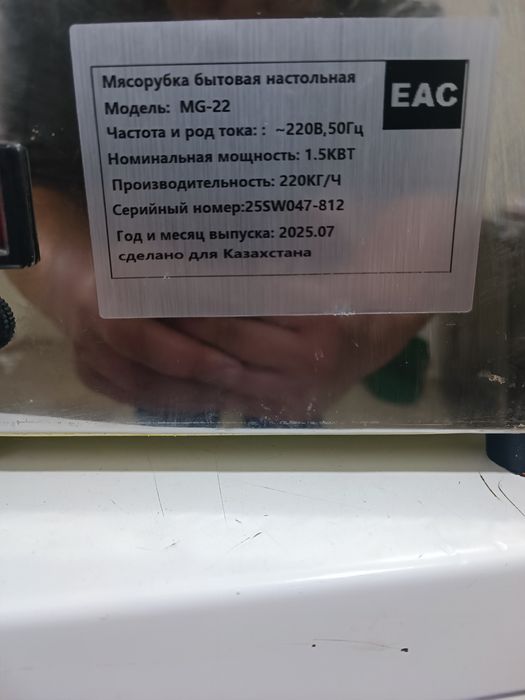 Мясорубка бытовая настольная
EAC
Модель: MG-22
Частота и род тока: : ~220В,50Гц
Номинальная мощность: 1.5КВТ
Производительность: 220КГ/Ч
Серийный номер:25SW047-812
Год и месяц выпуска: 2025.07
сделано для Казахстана